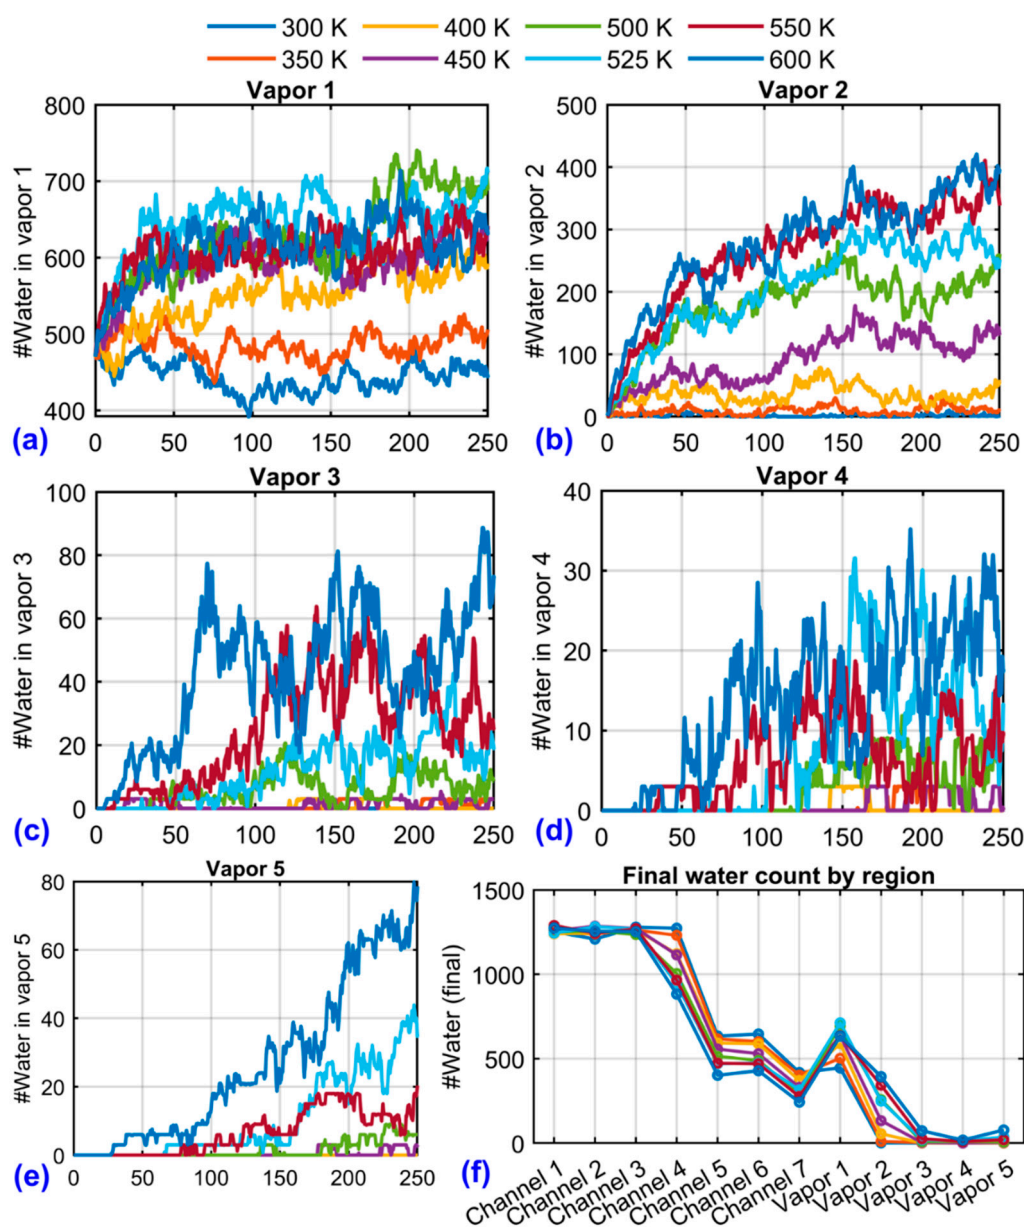 300 K 400 K 500 K 550 K
350 K 450 K 525 K 600 K
Vapor 1
#Water in vapor 1
800
700
600
500
400
0 50 100 150 200 250
(a)
Vapor 2
#Water in vapor 2
500
400
300
200
100
0
0 50 100 150 200 250
(b)
Vapor 3
#Water in vapor 3
100
80
60
40
20
0
0 50 100 150 200 250
(c)
Vapor 4
#Water in vapor 4
40
30
20
10
0
0 50 100 150 200 250
(d)
Vapor 5
#Water in vapor 5
80
60
40
20
0
0 50 100 150 200 250
(e)
Final water count by region
#Water (final)
1500
1000
500
0
Channel 1
Channel 2
Channel 3
Channel 4
Channel 5
Channel 6
Channel 7
Vapor 1
Vapor 2
Vapor 3
Vapor 4
Vapor 5
(f)